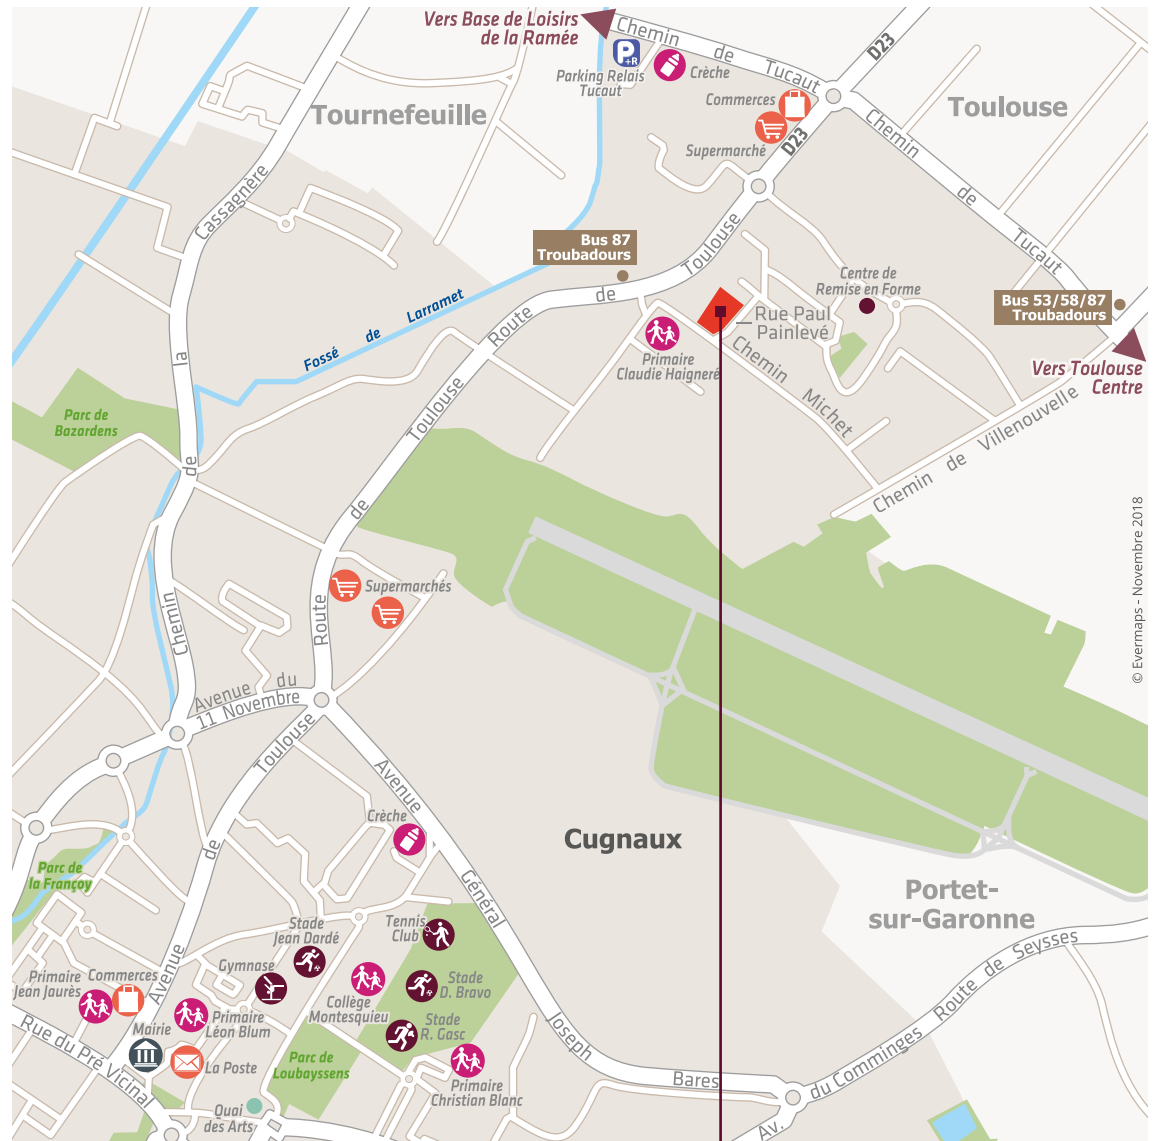 Vers Base de Loisirs
de la Ramée
Chemin de Tucaut
D23
P
+R
Parking Relais
Tucaut
Crèche
Commerces
Supermarché
D23
Tournefeuille
Toulouse
Chemin de Tucaut
Cassagnère
Bus 87
Troubadours
Toulouse
Centre de
Remise en Forme
Bus 53/58/87
Troubadours
Fossé de Larramet
Route de
Rue Paul
Painlevé
Primaire
Claudie Haigneré
Chemin Michet
Vers Toulouse
Centre
la
Parc de
Bazardens
Toulouse
Chemin de Villenouvelle
de
de
© Evermaps - Novembre 2018
Supermarchés
Route
Chemin
Avenue du
11 Novembre
Toulouse
Avenue
Crèche
Cugnaux
de
Parc de
la Françoy
Général
Portet-
sur-Garonne
Stade
Jean Dardé
Tennis
Club
Gymnase
Avenue
Primaire
Jean Jaurès
Commerces
Collège
Montesquieu
Stade
D. Bravo
Route de Seysses
Primaire
Léon Blum
Mairie
Stade
R. Gasc
Joseph
Rue du Pré Vicinal
La Poste
Parc de
Loubayssens
Primaire
Christian Blanc
Bares
Av. du Comminges
Quai
des Arts